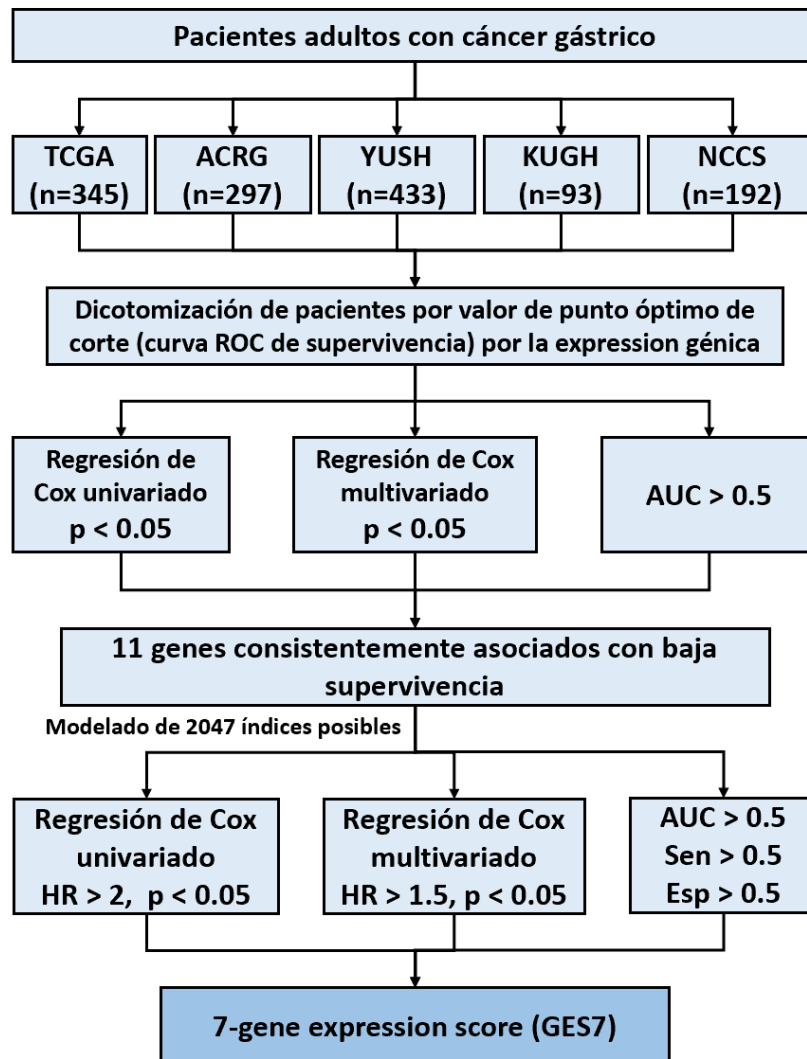 Pacientes adultos con cáncer gástrico
TCGA
(n=345)
ACRG
(n=297)
YUSH
(n=433)
KUGH
(n=93)
NCCS
(n=192)
Dicotomización de pacientes por valor de punto óptimo de
corte (curva ROC de supervivencia) por la expression génica
Regresión de
Cox univariado
p < 0.05
Regresión de Cox
multivariado
p < 0.05
AUC > 0.5
11 genes consistentemente asociados con baja
supervivencia
Modelado de 2047 índices posibles
Regresión de Cox
univariado
HR > 2, p < 0.05
Regresión de Cox
multivariado
HR > 1.5, p < 0.05
AUC > 0.5
Sen > 0.5
Esp > 0.5
7-gene expression score (GES7)